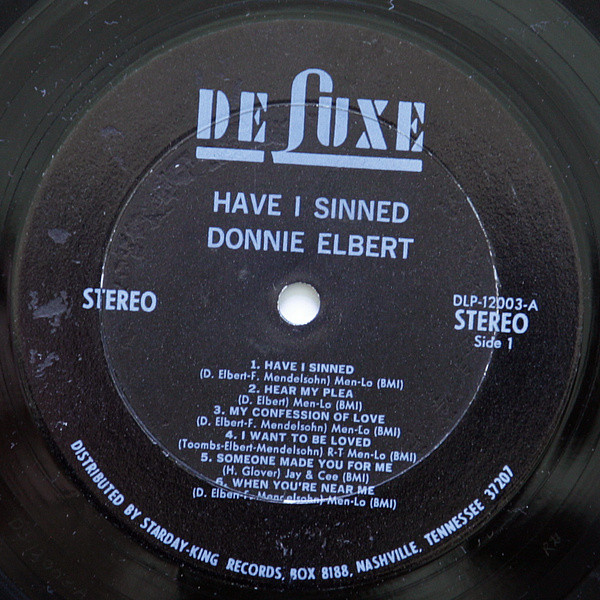 DELUXE
HAVE I SINNED
DONNIE ELBERT
STEREO
DLP-12003-A
STEREO
Side 1
1. HAVE I SINNED
(D. Elbert-F. Mendelsohn) Men-Lo (BMI)
2. HEAR MY PLEA
(D. Elbert) Men-Lo (BMI)
3. MY CONFESSION OF LOVE
(D. Elbert-F. Mendelsohn) Men-Lo (BMI)
4. I WANT TO BE LOVED
(Toombs-Elbert-Mendelsohn) R-T Men-Lo (BMI)
5. SOMEONE MADE YOU FOR ME
(H. Glover) Jay & Cee (BMI)
6. WHEN YOU'RE NEAR ME
(D. Elbert-F. Mendelsohn) Men-Lo (BMI)
DISTRIBUTED BY STARDAY-KING RECORDS, BOX 8188, NASHVILLE, TENNESSEE 37207